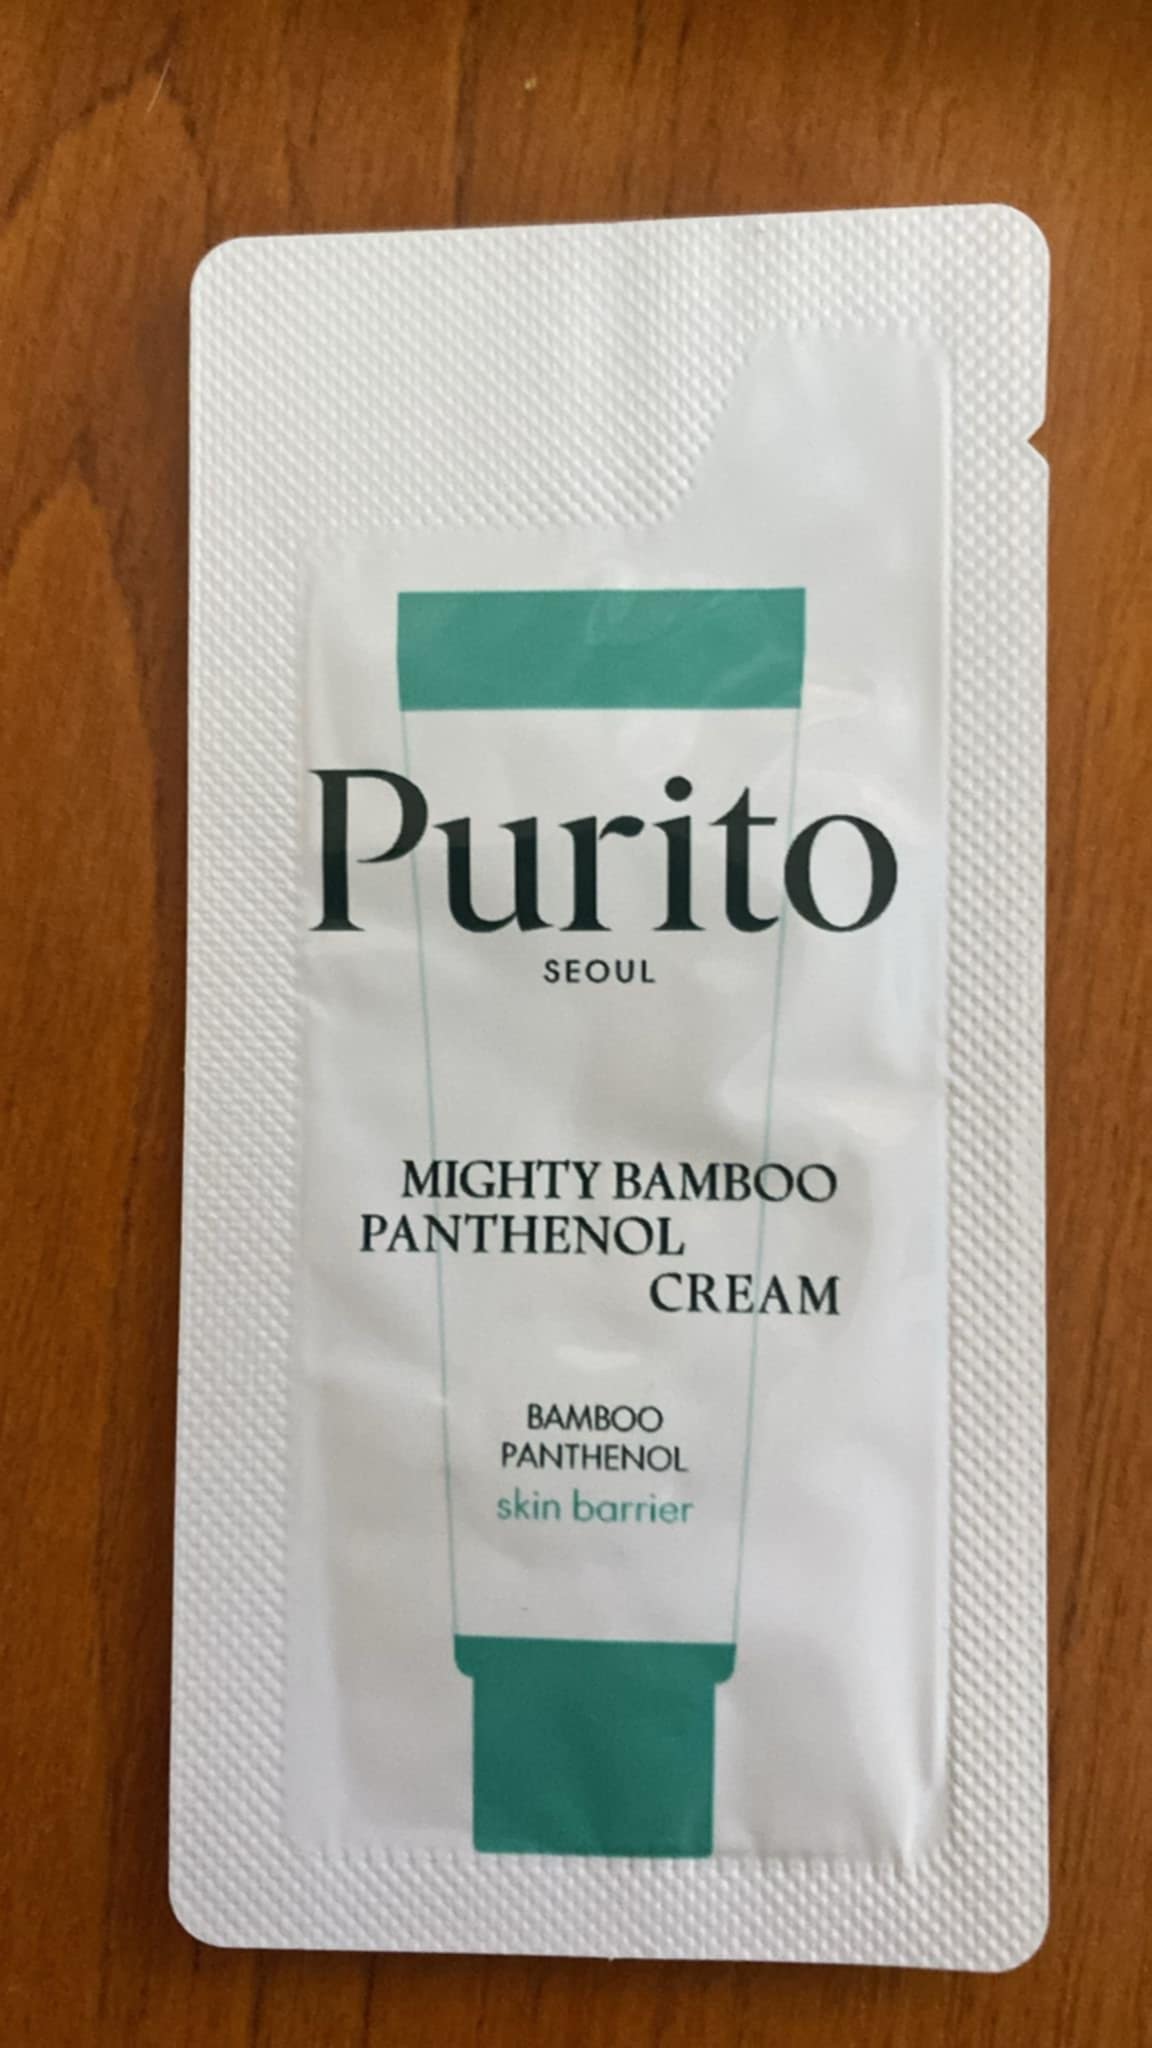 Purito
SEOUL
MIGHTY BAMBOO
PANTHENOL
CREAM
BAMBOO
PANTHENOL
skin barrier